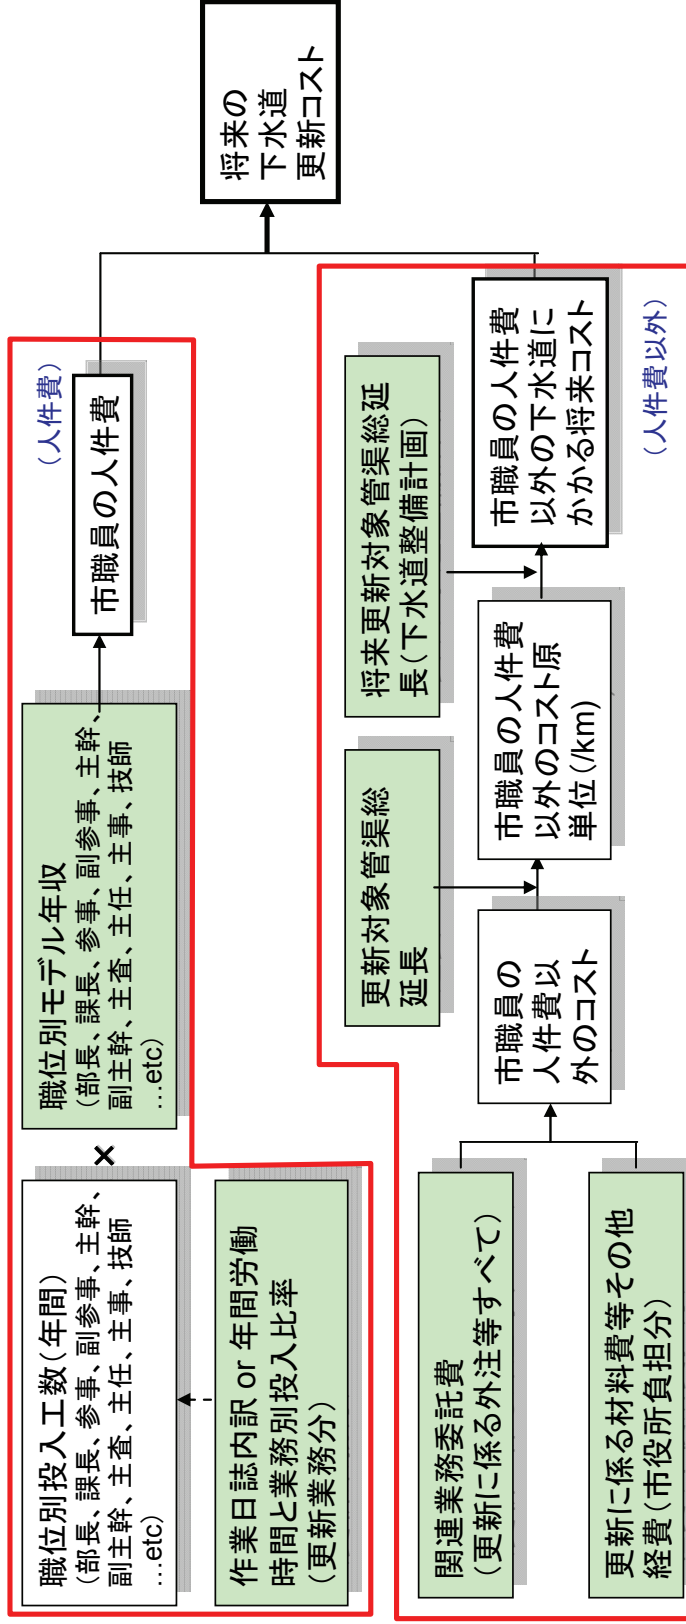 職位別投入工数(年間)
(部長、課長、参事、副参事、主幹、
副主幹、主査、主任、主事、技師
…etc)
×
職位別モデル年収
(部長、課長、参事、副参事、主幹、
副主幹、主査、主任、主事、技師
…etc)
(人件費)
市職員の人件費
作業日誌内訳 or 年間労働
時間と業務別投入比率
(更新業務分)
将来の
下水道
更新コスト
更新対象管渠総
延長
将来更新対象管渠総延
長(下水道整備計画)
関連業務委託費
(更新に係る外注等すべて)
更新に係る材料費等その他
経費(市役所負担分)
市職員の
人件費以
外のコスト
市職員の人件費
以外のコスト原
単位(/km)
市職員の人件費
以外の下水道に
かかる将来コスト
(人件費以外)